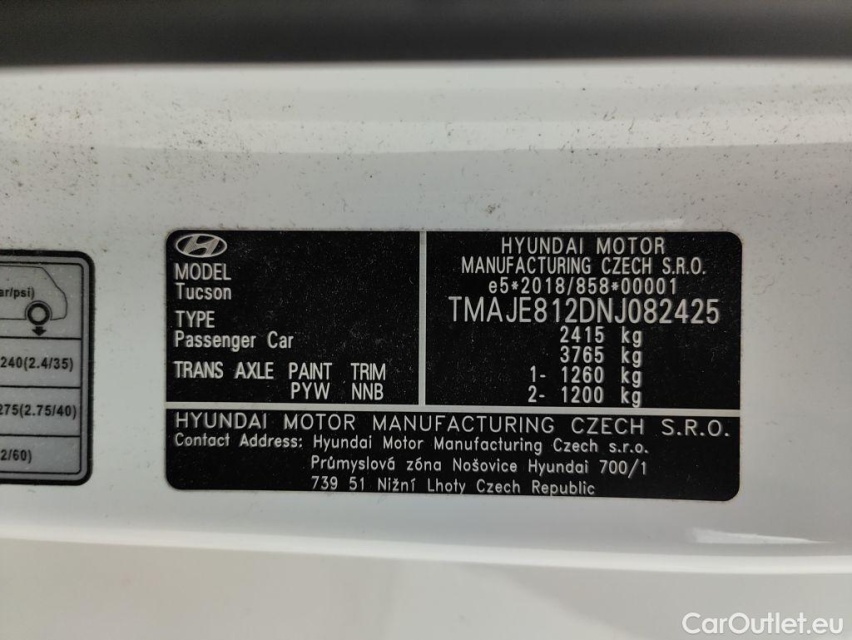 ar/psi)
240(2.4/35)
275(2.75/40)
2/60)
MODEL
Tucson
TYPE
Passenger Car
TRANS AXLE PAINT TRIM
PYW NNB
HYUNDAI MOTOR
MANUFACTURING CZECH S.R.O.
e5*2018/858*00001
TMAJE812DNJ082425
2415 kg
3765 kg
1- 1260 kg
2- 1200 kg
HYUNDAI MOTOR MANUFACTURING CZECH S.R.O.
Contact Address: Hyundai Motor Manufacturing Czech s.r.o.
Průmyslová zóna Nošovice Hyundai 700/1
739 51 Nižní Lhoty Czech Republic
CarOutlet.eu